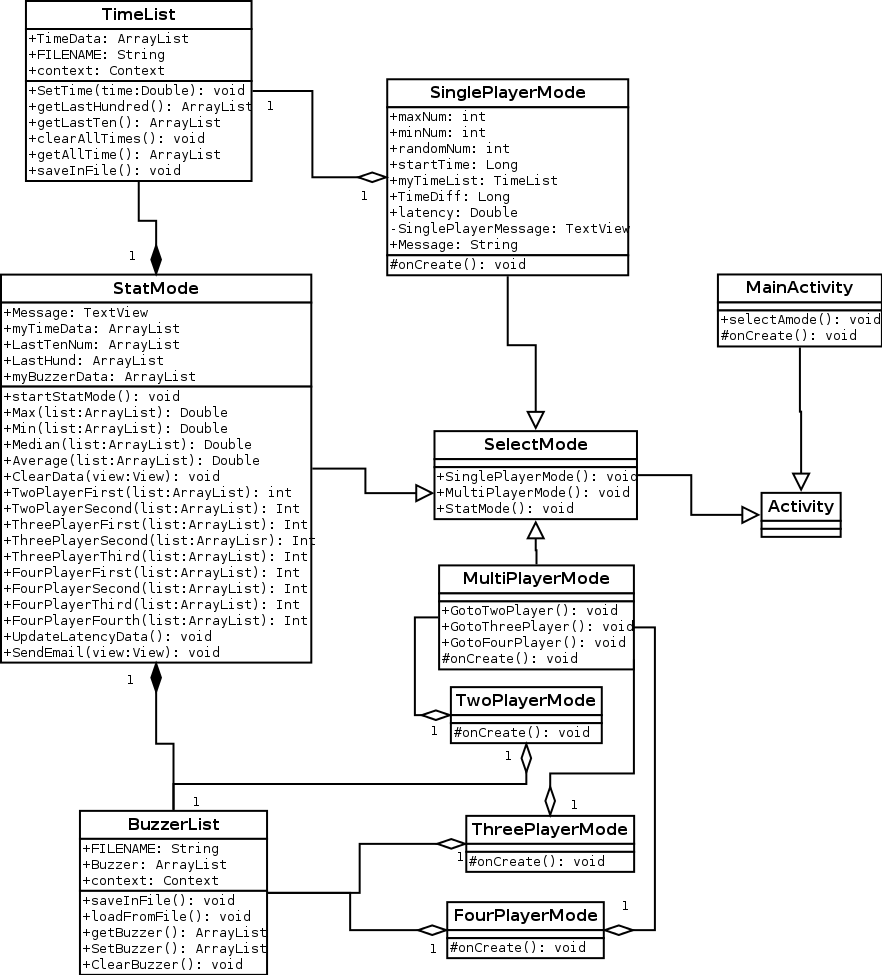 TimeList
+TimeData: ArrayList
+FILENAME: String
+context: Context
+SetTime(time:Double): void
+getLastHundred(): ArrayList
+getLastTen(): ArrayList
+clearAllTimes(): void
+getAllTime(): ArrayList
+saveInFile(): void
1
1
SinglePlayerMode
+maxNum: int
+minNum: int
+randomNum: int
+startTime: Long
+myTimeList: TimeList
+TimeDiff: Long
+latency: Double
-SinglePlayerMessage: TextView
+Message: String
#onCreate(): void
1
StatMode
+Message: TextView
+myTimeData: ArrayList
+LastTenNum: ArrayList
+LastHund: ArrayList
+myBuzzerData: ArrayList
+startStatMode(): void
+Max(list:ArrayList): Double
+Min(list:ArrayList): Double
+Median(list:ArrayList): Double
+Average(list:ArrayList): Double
+ClearData(view:View): void
+TwoPlayerFirst(list:ArrayList): int
+TwoPlayerSecond(list:ArrayList): Int
+ThreePlayerFirst(list:ArrayList): Int
+ThreePlayerSecond(list:ArrayLisr): Int
+ThreePlayerThird(list:ArrayList): Int
+FourPlayerFirst(list:ArrayList): Int
+FourPlayerSecond(list:ArrayList): Int
+FourPlayerThird(list:ArrayList): Int
+FourPlayerFourth(list:ArrayList): Int
+UpdateLatencyData(): void
+SendEmail(view:View): void
1
MainActivity
+selectAmode(): void
#onCreate(): void
SelectMode
+SinglePlayerMode(): void
+MultiPlayerMode(): void
+StatMode(): void
Activity
MultiPlayerMode
+GotoTwoPlayer(): void
+GotoThreePlayer(): void
+GotoFourPlayer(): void
#onCreate(): void
TwoPlayerMode
#onCreate(): void
1
1
1
BuzzerList
+FILENAME: String
+Buzzer: ArrayList
+context: Context
+saveInFile(): void
+loadFromFile(): void
+getBuzzer(): ArrayList
+SetBuzzer(): ArrayList
+ClearBuzzer(): void
1
ThreePlayerMode
#onCreate(): void
1
1
FourPlayerMode
#onCreate(): void
1